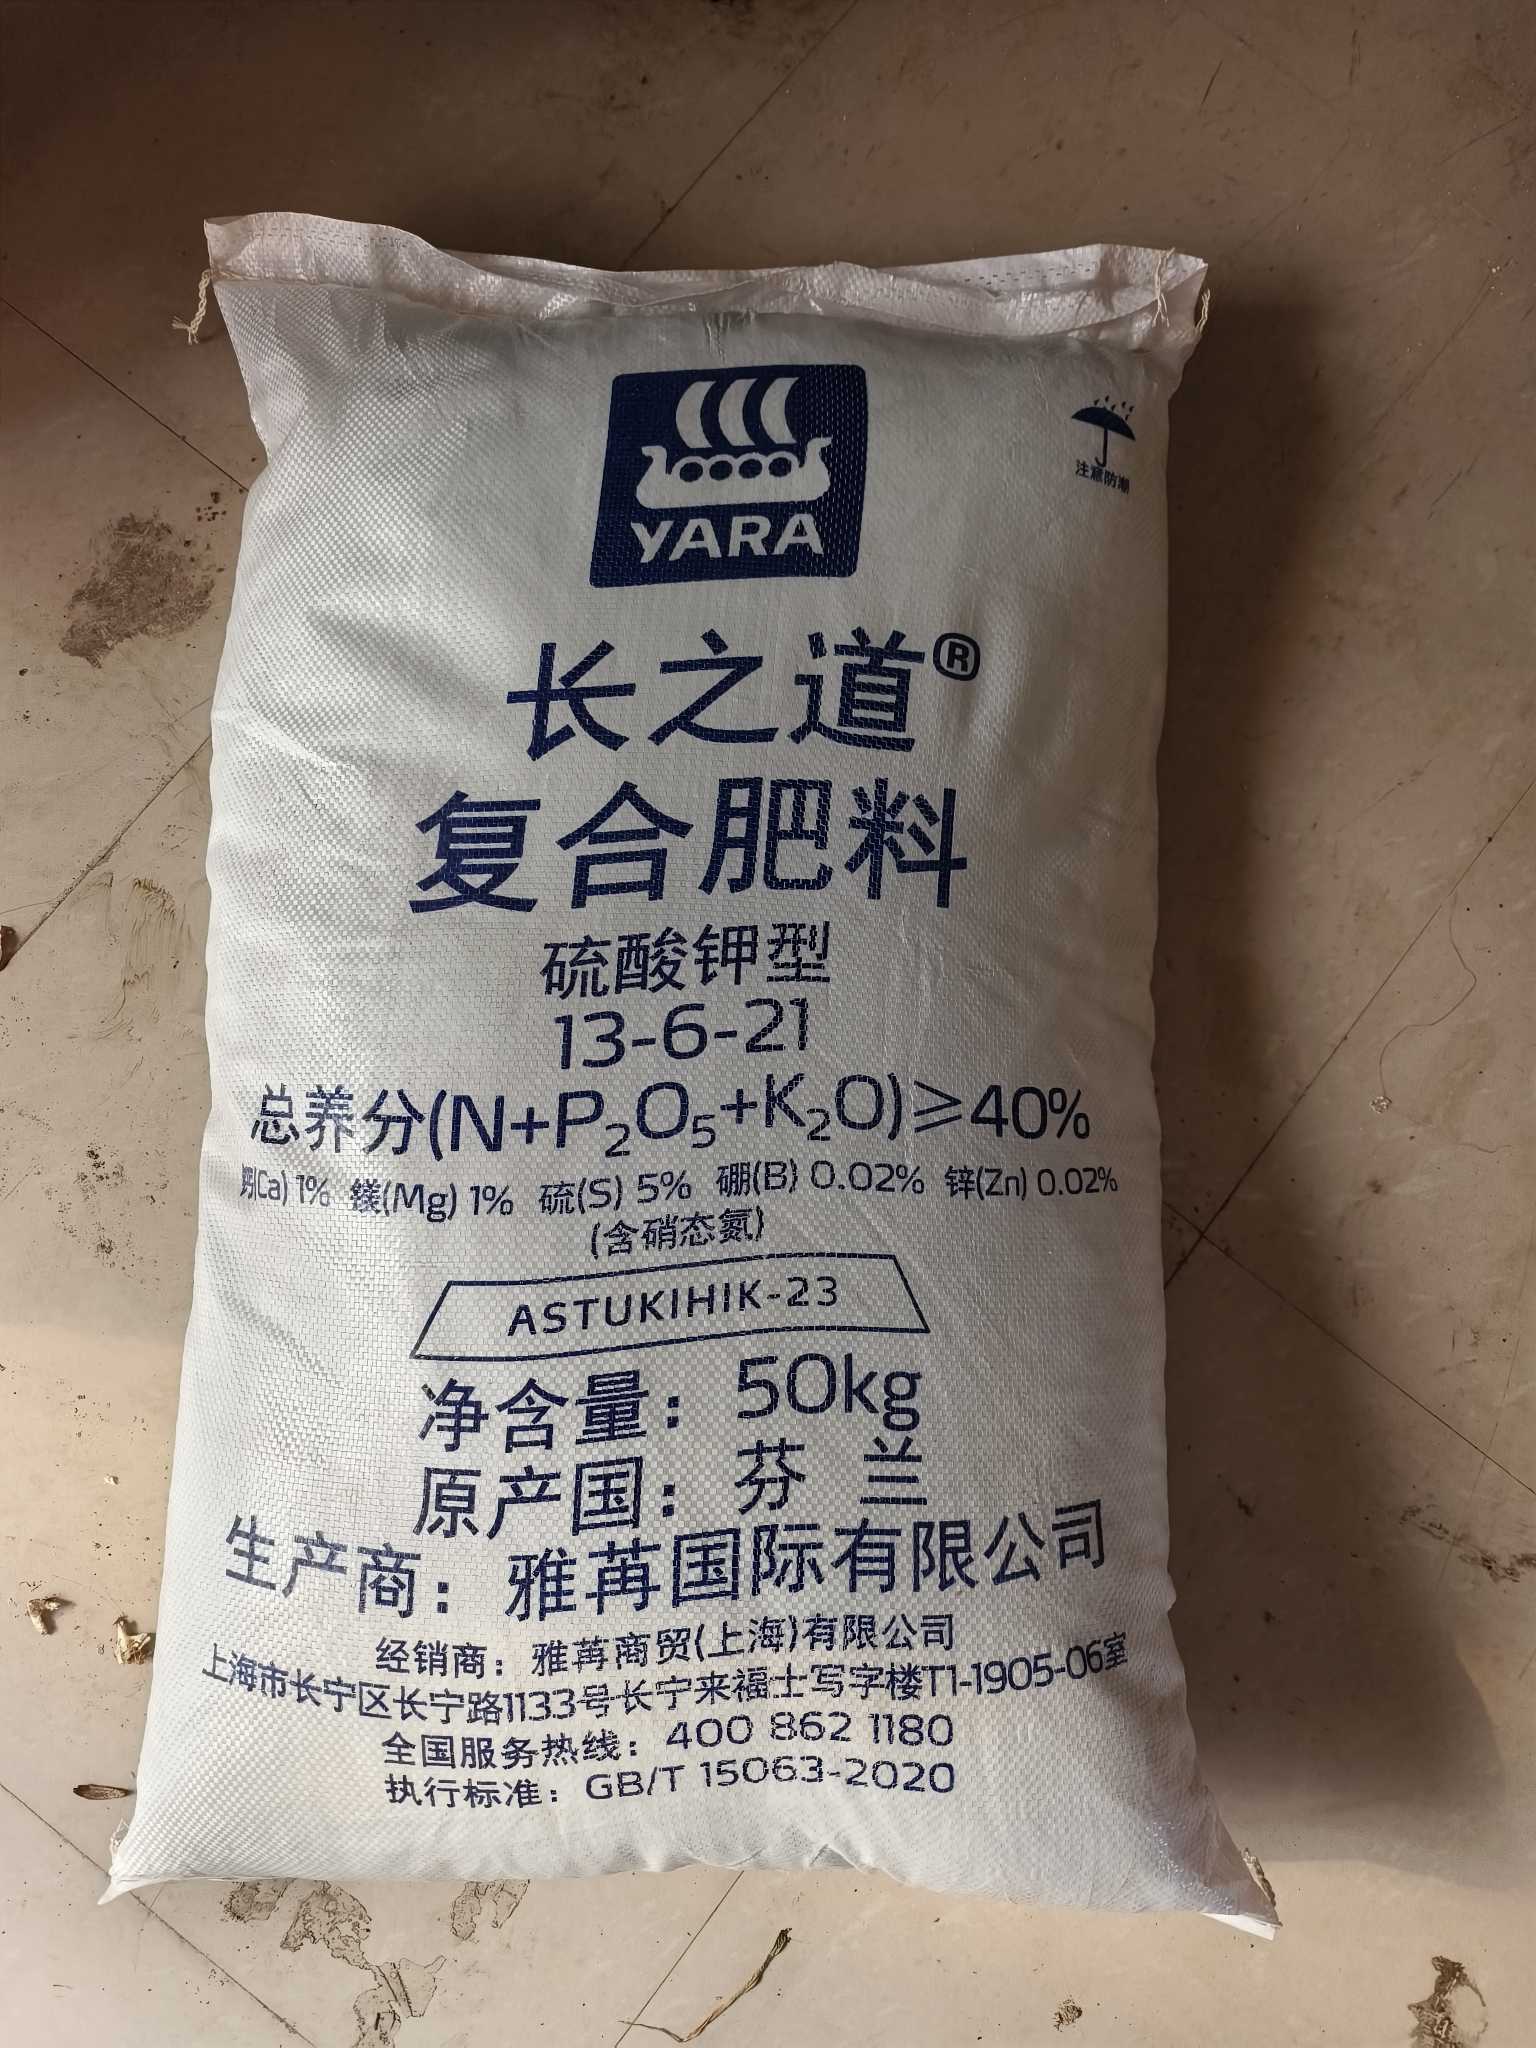 YARA
注意防潮
长之道®
复合肥料
硫酸钾型
13-6-21
总养分(N+P₂O₅+K₂O)≥40%
钙(Ca) 1% 镁(Mg) 1% 硫(S) 5% 硼(B) 0.02% 锌(Zn) 0.02%
(含硝态氮)
ASTUKIHIK-23
净含量：50kg
原产国：芬 兰
生产商：雅苒国际有限公司
经销商：雅苒商贸(上海)有限公司
上海市长宁区长宁路1133号长宁来福士写字楼T1-1905-06室
全国服务热线：400 862 1180
执行标准：GB/T 15063-2020